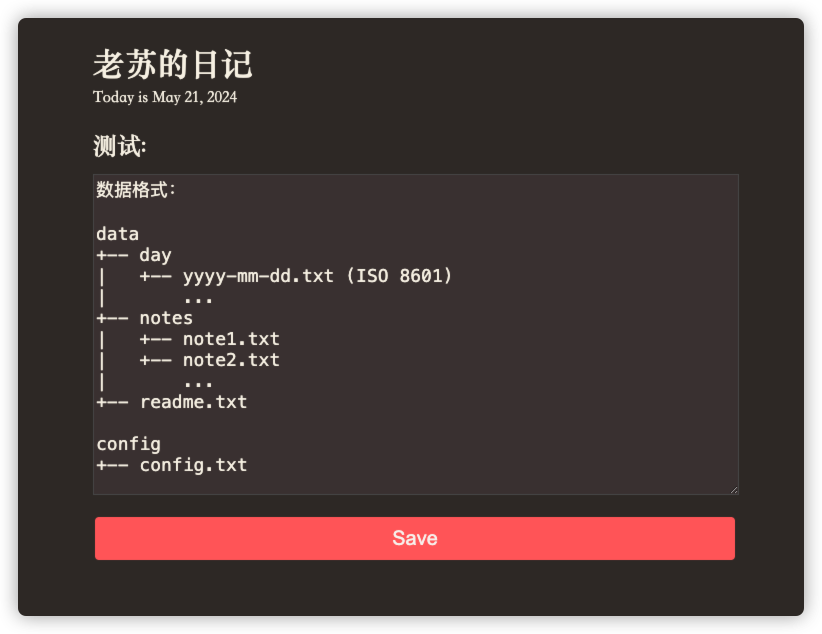 老苏的日记
Today is May 21, 2024
测试:
数据格式：
data
+—— day
|   +—— yyyy-mm-dd.txt (ISO 8601)
|       ...
+—— notes
|   +—— note1.txt
|   +—— note2.txt
|       ...
+—— readme.txt
config
+—— config.txt
Save